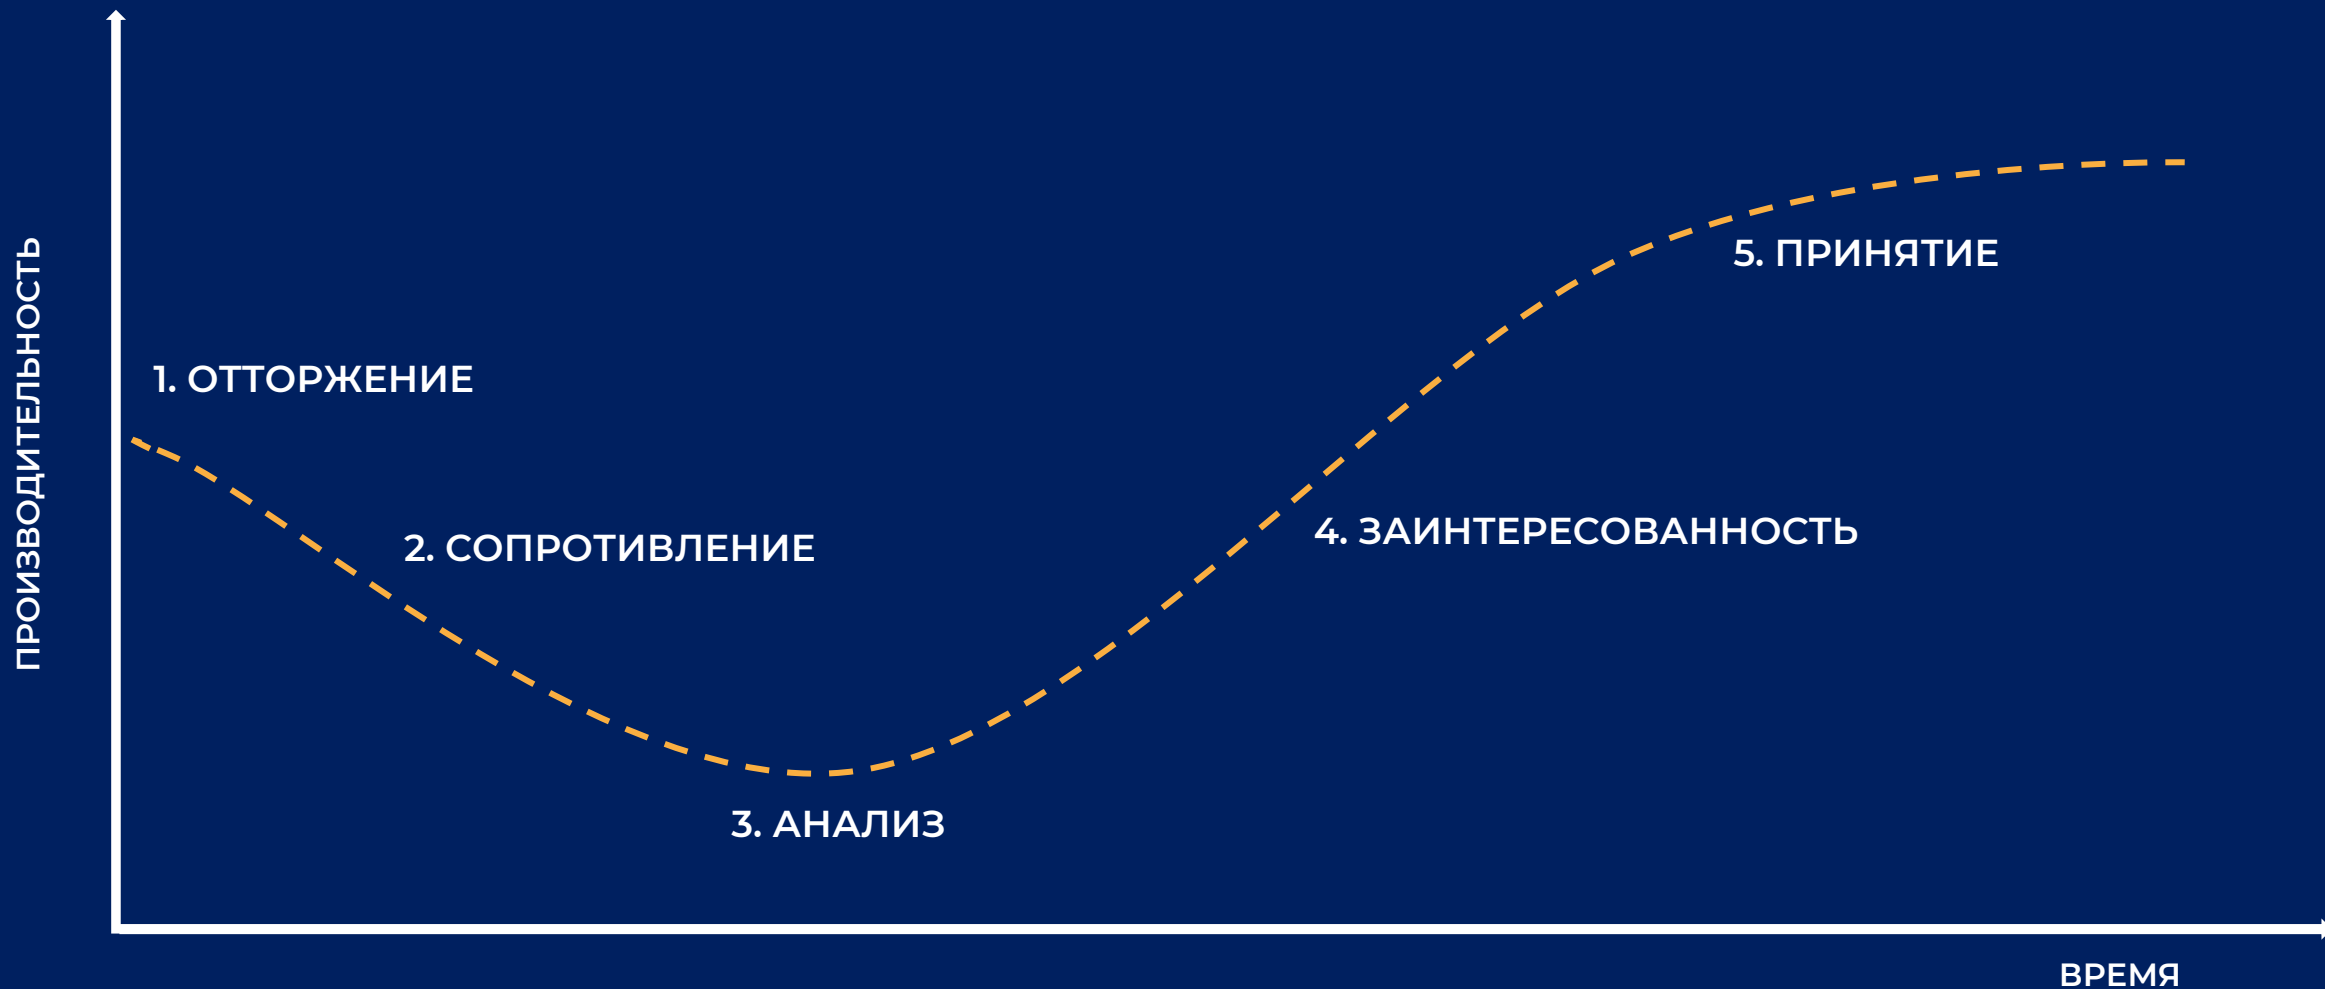 ПРОИЗВОДИТЕЛЬНОСТЬ
1. ОТТОРЖЕНИЕ
2. СОПРОТИВЛЕНИЕ
3. АНАЛИЗ
4. ЗАИНТЕРЕСОВАННОСТЬ
5. ПРИНЯТИЕ
ВРЕМЯ